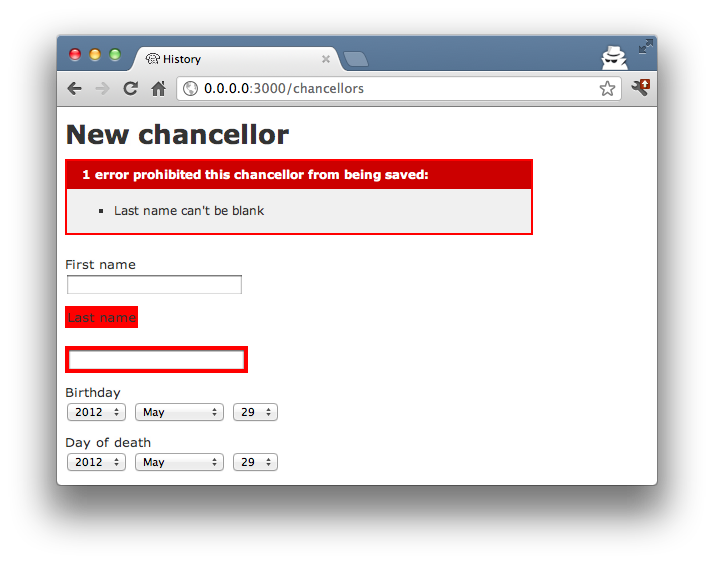 History
0.0.0.0:3000/chancellors
New chancellor
1 error prohibited this chancellor from being saved:
Last name can't be blank
First name
Last name
Birthday
2012 May 29
Day of death
2012 May 29